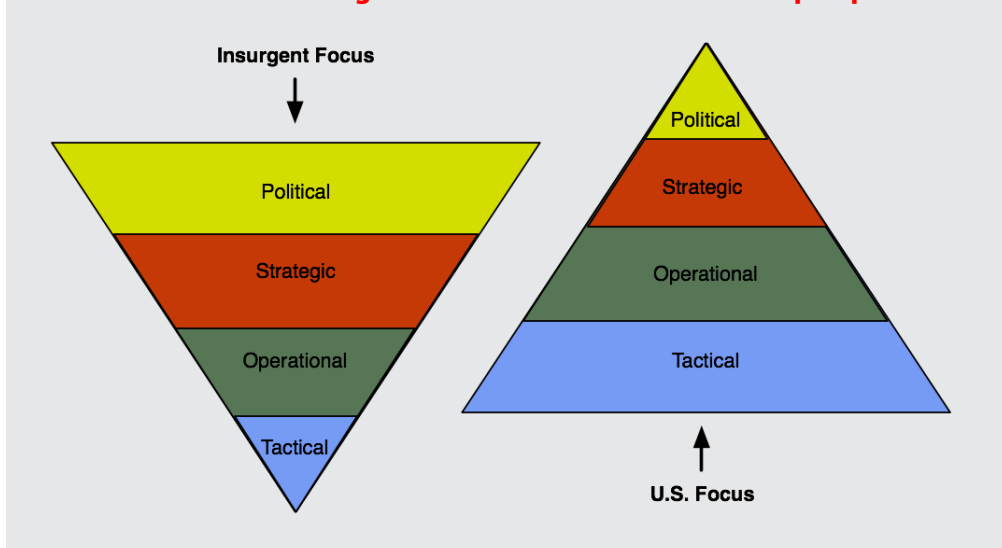 Insurgent Focus
Political
Strategic
Operational
Tactical
Political
Strategic
Operational
Tactical
U.S. Focus